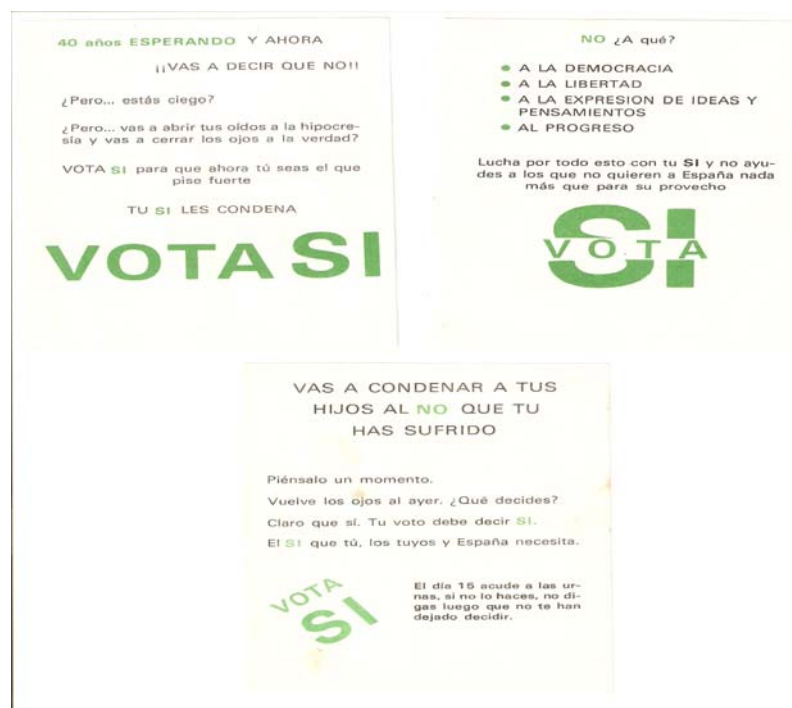 40 años ESPERANDO Y AHORA
¡¡VAS A DECIR QUE NO!!
¿Pero... estás ciego?
¿Pero... vas a abrir tus oídos a la hipocre-
sía y vas a cerrar los ojos a la verdad?
VOTA SI para que ahora tú seas el que
pise fuerte
TU SI LES CONDENA
VOTA SI
NO ¿A qué?
A LA DEMOCRACIA
A LA LIBERTAD
A LA EXPRESION DE IDEAS Y
PENSAMIENTOS
AL PROGRESO
Lucha por todo esto con tu SI y no ayu-
des a los que no quieren a España nada
más que para su provecho
VOTA
SI
VAS A CONDENAR A TUS
HIJOS AL NO QUE TU
HAS SUFRIDO
Piénsalo un momento.
Vuelve los ojos al ayer. ¿Qué decides?
Claro que sí. Tu voto debe decir SI.
El SI que tú, los tuyos y España necesita.
VOTA
SI
El día 15 acude a las ur-
nas, si no lo haces, no di-
gas luego que no te han
dejado decidir.